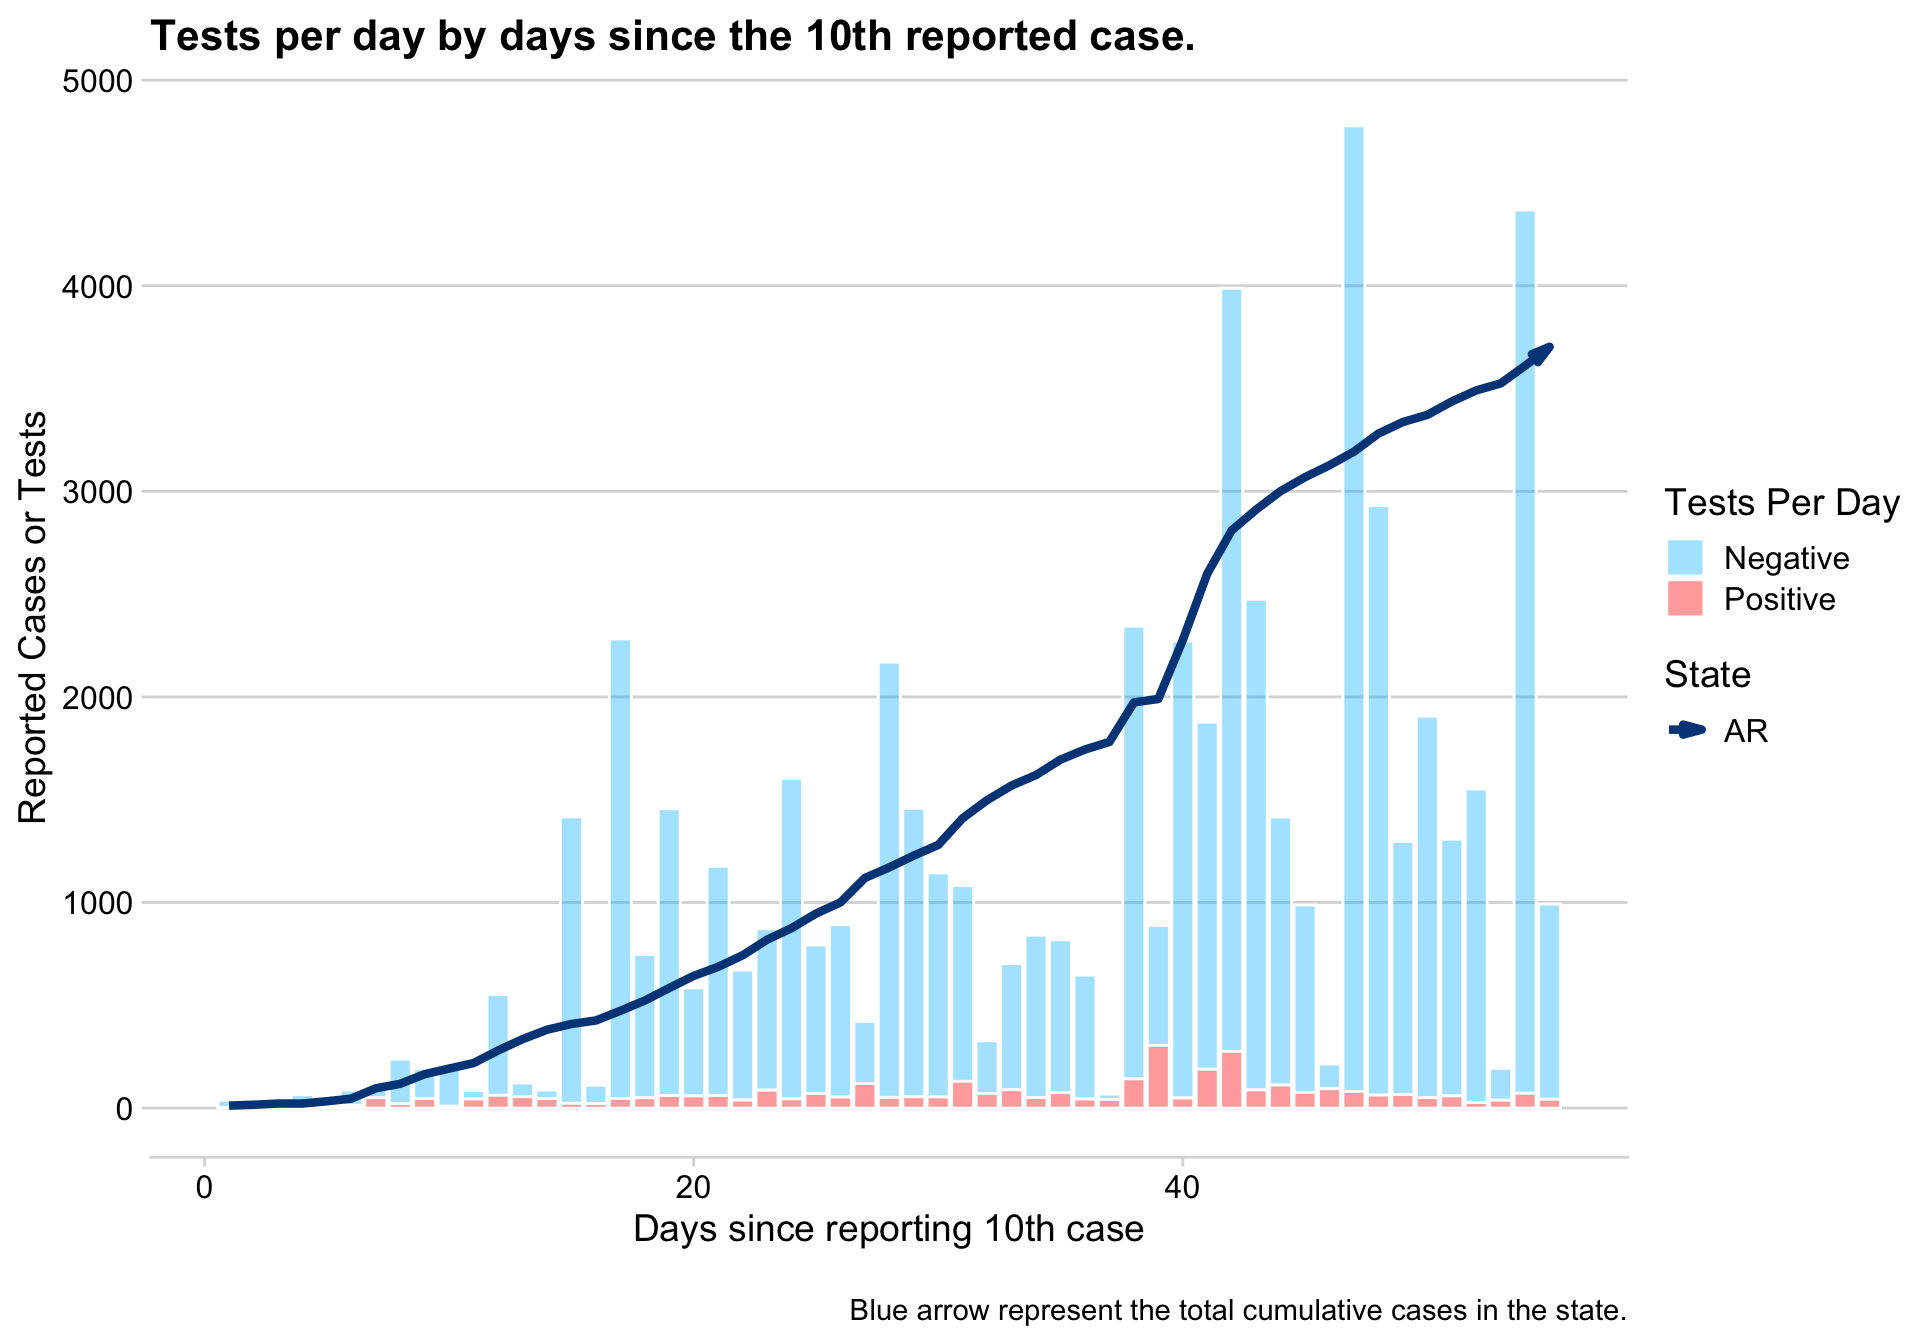 Tests per day by days since the 10th reported case.
5000
4000
3000
2000
1000
0
Reported Cases or Tests
0 20 40
Days since reporting 10th case
Tests Per Day
Negative
Positive
State
AR
Blue arrow represent the total cumulative cases in the state.